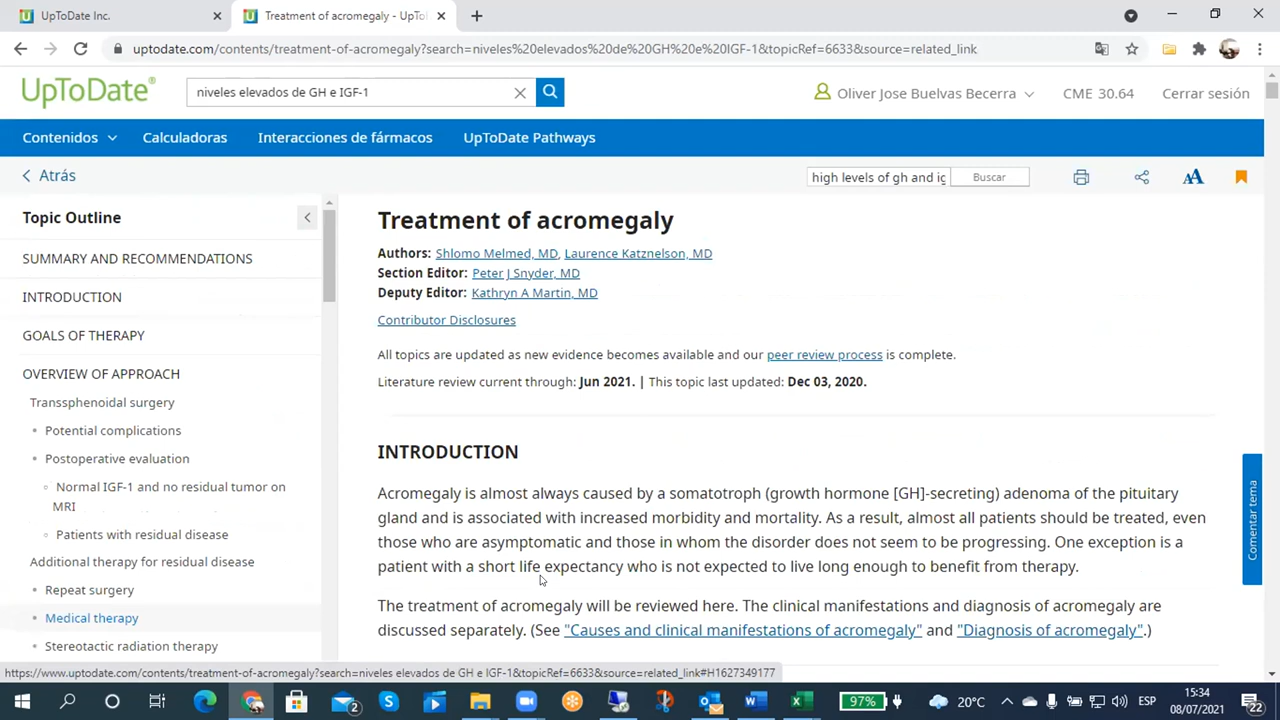 UpToDate Inc.
Treatment of acromegaly - UpToD
uptodate.com/contents/treatment-of-acromegaly?search=niveles%20elevados%20de%20GH%20e%20IGF-1&topicRef=6633&source=related_link
UpToDate®
niveles elevados de GH e IGF-1
Oliver Jose Buelvas Becerra
CME 30.64
Cerrar sesión
Contenidos
Calculadoras
Interacciones de fármacos
UpToDate Pathways
Atrás
high levels of gh and ig
Buscar
AA
Topic Outline
SUMMARY AND RECOMMENDATIONS
INTRODUCTION
GOALS OF THERAPY
OVERVIEW OF APPROACH
Transsphenoidal surgery
Potential complications
Postoperative evaluation
Normal IGF-1 and no residual tumor on
MRI
Patients with residual disease
Additional therapy for residual disease
Repeat surgery
Medical therapy
Stereotactic radiation therapy
Treatment of acromegaly
Authors: Shlomo Melmed, MD, Laurence Katznelson, MD
Section Editor: Peter J Snyder, MD
Deputy Editor: Kathryn A Martin, MD
Contributor Disclosures
All topics are updated as new evidence becomes available and our peer review process is complete.
Literature review current through: Jun 2021. | This topic last updated: Dec 03, 2020.
INTRODUCTION
Acromegaly is almost always caused by a somatotroph (growth hormone [GH]-secreting) adenoma of the pituitary
gland and is associated with increased morbidity and mortality. As a result, almost all patients should be treated, even
those who are asymptomatic and those in whom the disorder does not seem to be progressing. One exception is a
patient with a short life expectancy who is not expected to live long enough to benefit from therapy.
The treatment of acromegaly will be reviewed here. The clinical manifestations and diagnosis of acromegaly are
discussed separately. (See "Causes and clinical manifestations of acromegaly" and "Diagnosis of acromegaly".)
Comentar tema
https://www.uptodate.com/contents/treatment-of-acromegaly?search=niveles elevados de GH e IGF-1&topicRef=6633&source=related_link#H1627349177
2
97%
20°C
ESP
15:34
08/07/2021
22